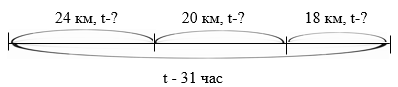 24 км, t-? 20 км, t-? 18 км, t-?
t - 31 час